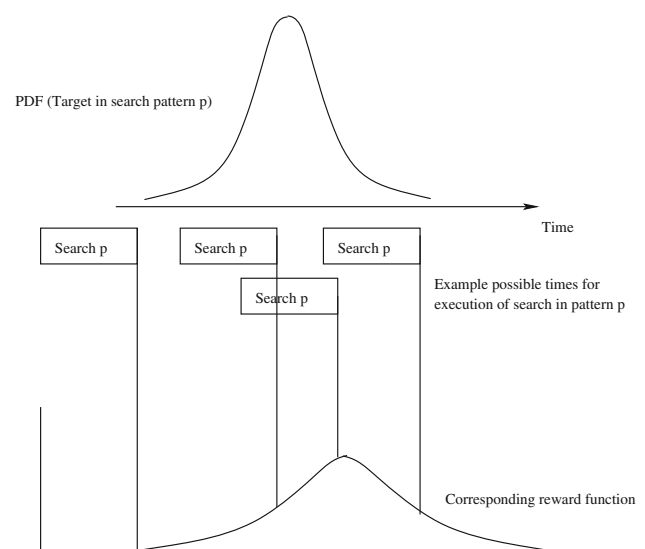 PDF (Target in search pattern p)
Time
Search p
Search p
Search p
Search p
Example possible times for
execution of search in pattern p
Corresponding reward function